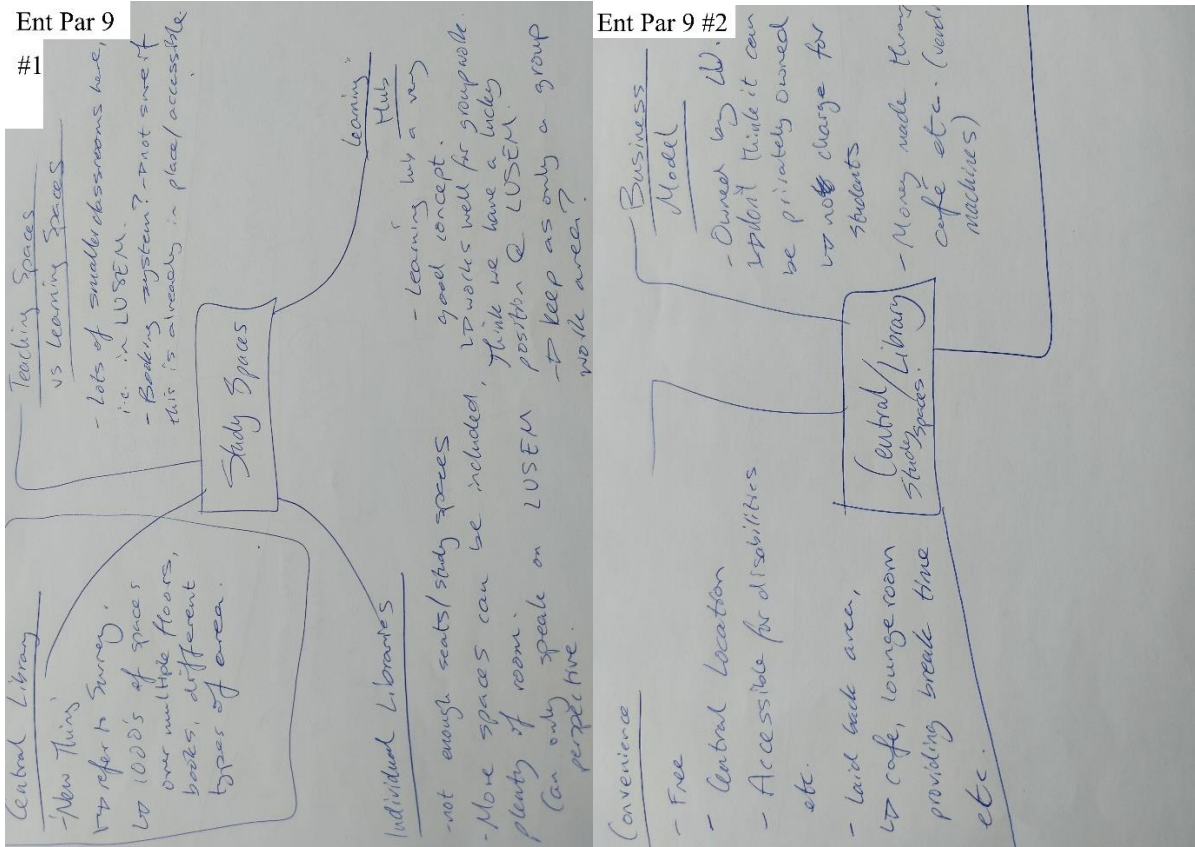 Ent Par 9
#1
Central Library
- 'New Thing'
↳ refer to Surrey.
↳ 1000's of spaces
over multiple floors,
books, different
types of area.
Teaching Spaces
vs Learning Spaces
- Lots of smaller classrooms here,
i.e. in LUSEM.
- Booking system? → not sure if
this is already in place/accessible.
Study Spaces
Individual Libraries
- not enough seats/study spaces
- More spaces can be included,
plenty of room.
Can only speak on LUSEM
perspective.
Learning
Hub
- Learning hub a very
good concept.
↳ works well for groupwork.
Think we have a lucky
position @ LUSEM.
→ keep as only a group
work area?
Ent Par 9 #2
Convenience
- Free
- Central Location
- Accessible for disabilities
etc.
- Laid back area,
↳ cafe, lounge room
providing break time
etc.
Central/Library
Study Spaces.
Business
Model
- Owned by LU.
↳ don't think it can
be privately owned
↳ not charge for
students
- Money made throug
café etc. (vendi
machines)